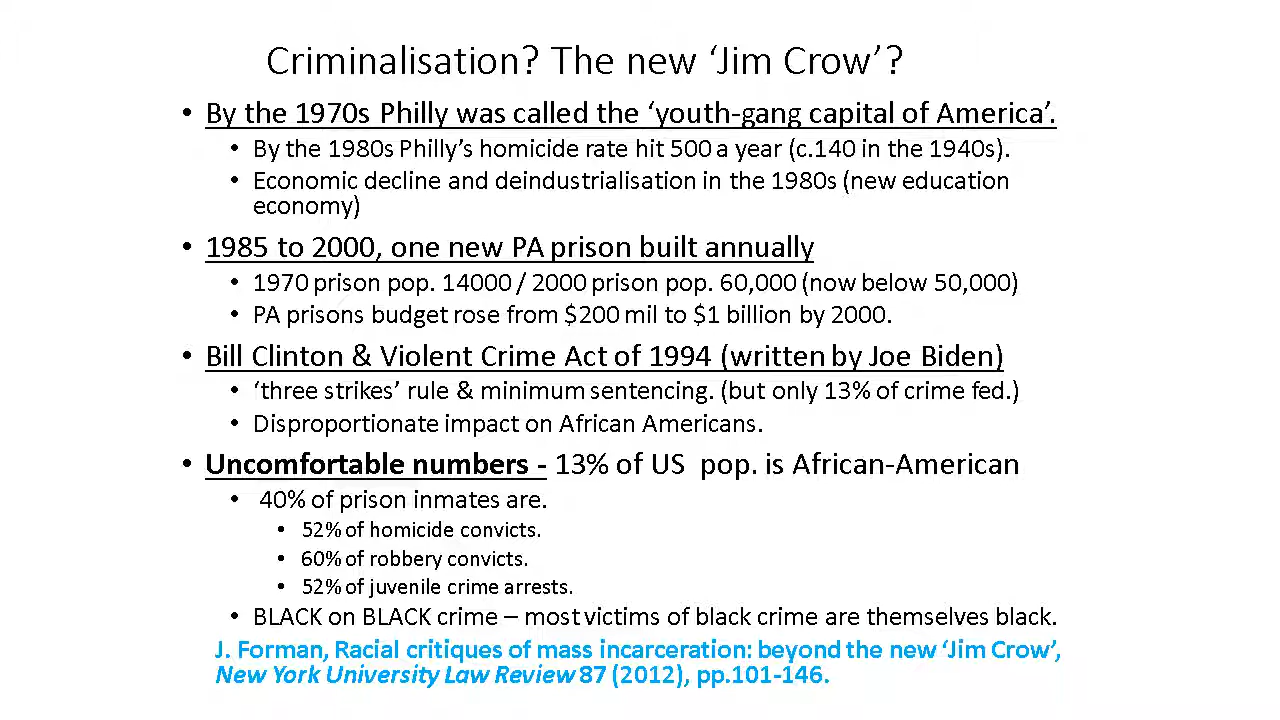 Criminalisation? The new ‘Jim Crow’?
• By the 1970s Philly was called the ‘youth-gang capital of America’.
• By the 1980s Philly’s homicide rate hit 500 a year (c.140 in the 1940s).
• Economic decline and deindustrialisation in the 1980s (new education
economy)
• 1985 to 2000, one new PA prison built annually
• 1970 prison pop. 14000 / 2000 prison pop. 60,000 (now below 50,000)
• PA prisons budget rose from $200 mil to $1 billion by 2000.
• Bill Clinton & Violent Crime Act of 1994 (written by Joe Biden)
• ‘three strikes’ rule & minimum sentencing. (but only 13% of crime fed.)
• Disproportionate impact on African Americans.
• Uncomfortable numbers - 13% of US pop. is African-American
• 40% of prison inmates are.
• 52% of homicide convicts.
• 60% of robbery convicts.
• 52% of juvenile crime arrests.
• BLACK on BLACK crime – most victims of black crime are themselves black.
J. Forman, Racial critiques of mass incarceration: beyond the new ‘Jim Crow’,
New York University Law Review 87 (2012), pp.101-146.